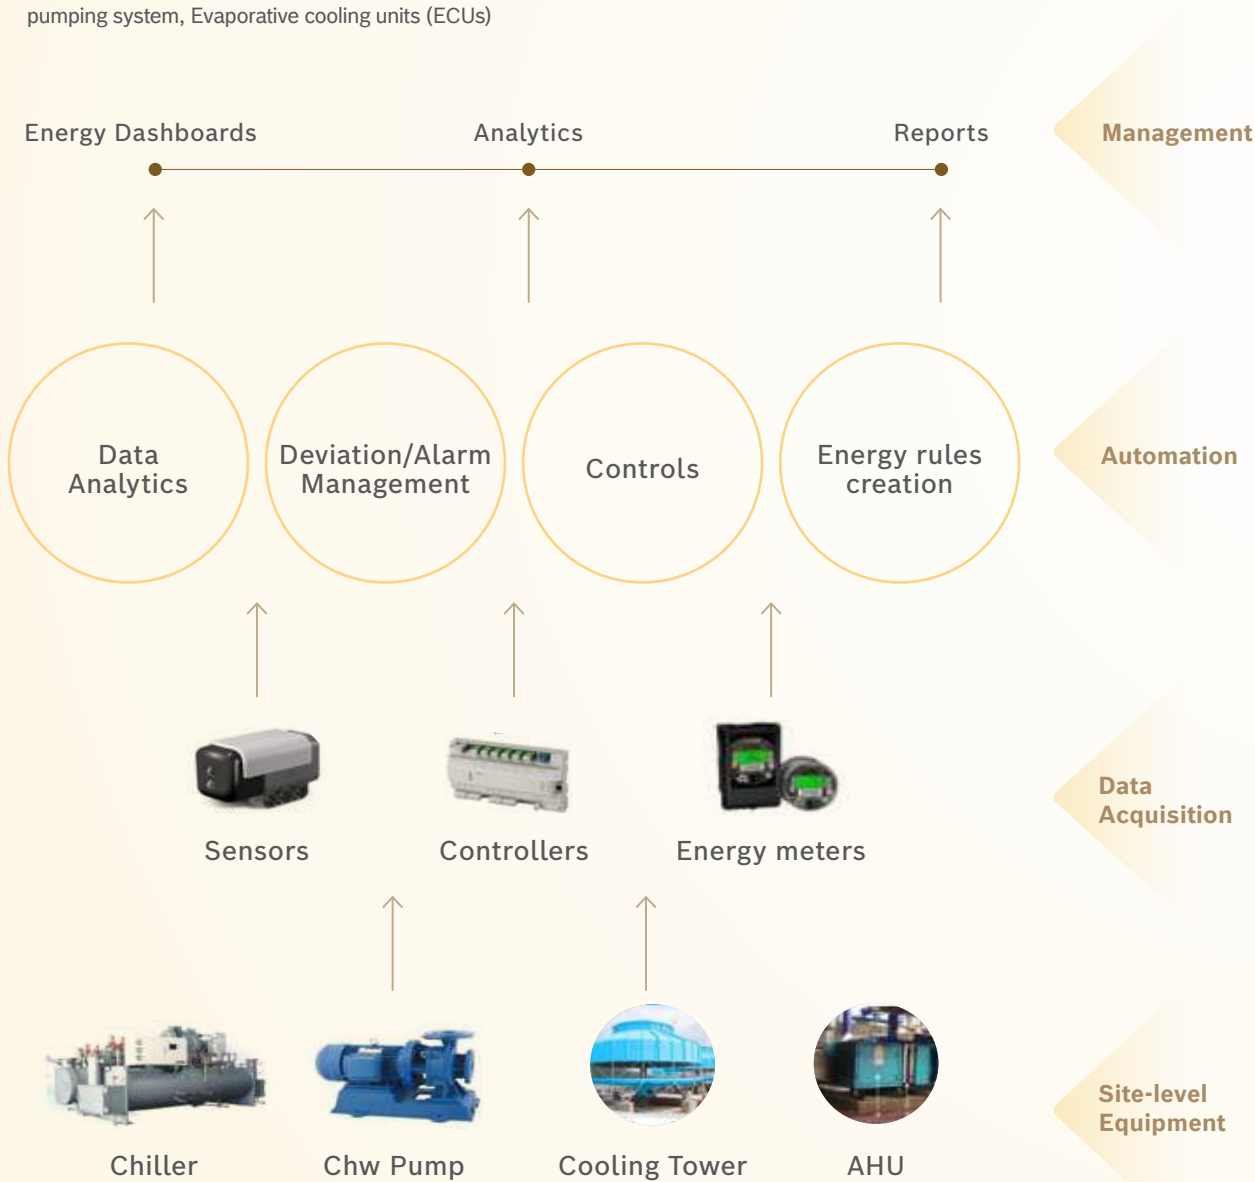 pumping system, Evaporative cooling units (ECUs)
Energy Dashboards
Analytics
Reports
Management
Data
Analytics
Deviation/Alarm
Management
Controls
Energy rules
creation
Automation
Sensors
Controllers
Energy meters
Data
Acquisition
Chiller
Chw Pump
Cooling Tower
AHU
Site-level
Equipment